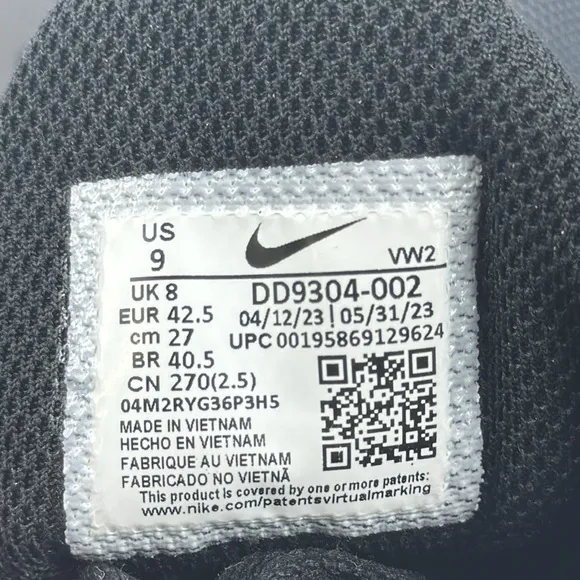 US
9
VW2
UK 8
DD9304-002
EUR 42.5
04/12/23 | 05/31/23
cm 27
UPC 00195869129624
BR 40.5
CN 270(2.5)
04M2RYG36P3H5
MADE IN VIETNAM
HECHO EN VIETNAM
FABRIQUE AU VIETNAM
FABRICADO NO VIETNÃ
This product is covered by one or more patents:
www.nike.com/patentsvirtualmarking